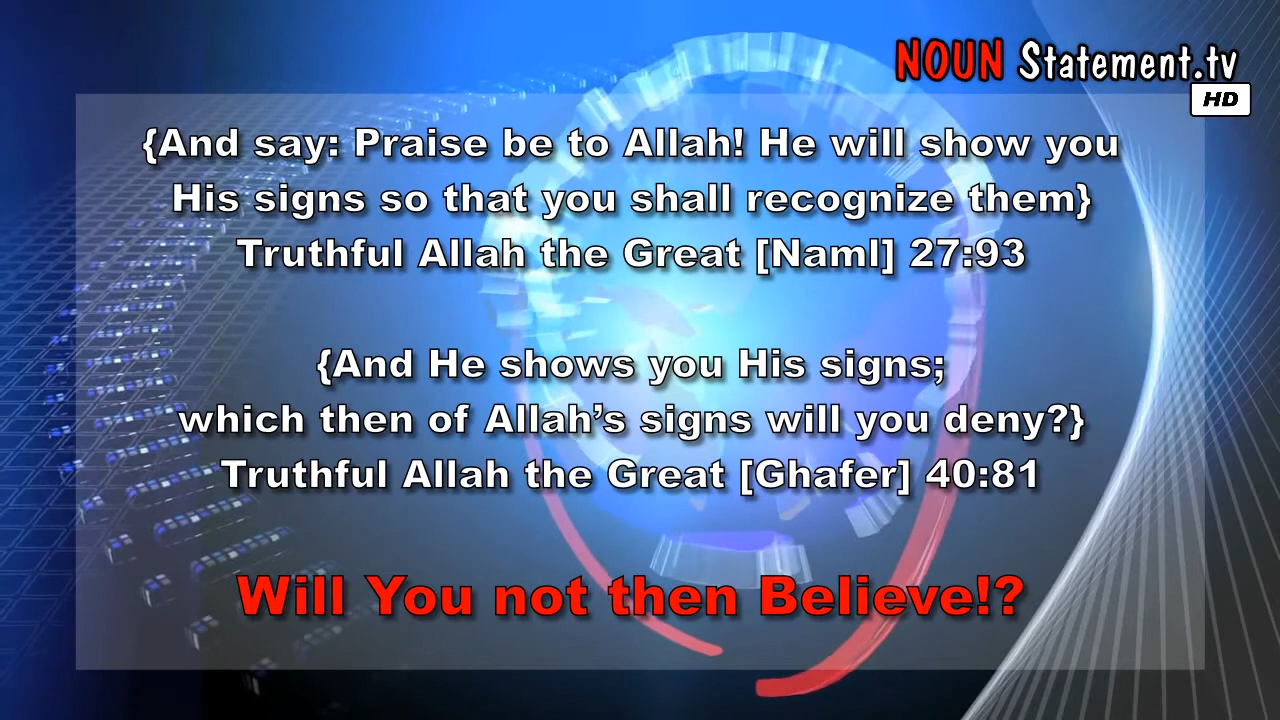 NOUN Statement.tv
HD
{And say: Praise be to Allah! He will show you
His signs so that you shall recognize them}
Truthful Allah the Great [Naml] 27:93
{And He shows you His signs;
which then of Allah’s signs will you deny?}
Truthful Allah the Great [Ghafer] 40:81
Will You not then Believe!?